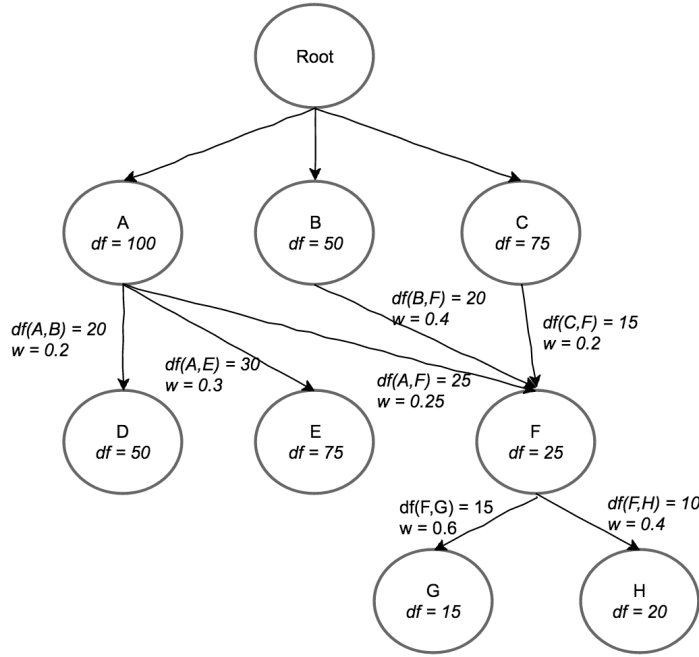 Root
A
df = 100
B
df = 50
C
df = 75
df(A,B) = 20
w = 0.2
df(A,E) = 30
w = 0.3
df(A,F) = 25
w = 0.25
df(B,F) = 20
w = 0.4
df(C,F) = 15
w = 0.2
D
df = 50
E
df = 75
F
df = 25
df(F,G) = 15
w = 0.6
df(F,H) = 10
w = 0.4
G
df = 15
H
df = 20